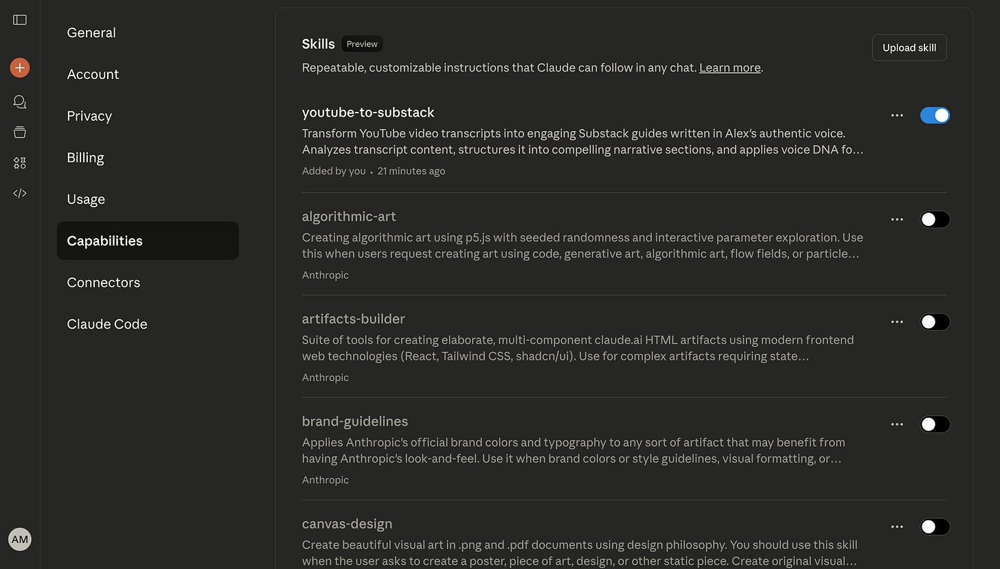 General
Account
Privacy
Billing
Usage
Capabilities
Connectors
Claude Code
AM
Skills
Preview
Upload skill
Repeatable, customizable instructions that Claude can follow in any chat. Learn more.
youtube-to-substack
Transform YouTube video transcripts into engaging Substack guides written in Alex's authentic voice.
Analyzes transcript content, structures it into compelling narrative sections, and applies voice DNA fo...
Added by you • 21 minutes ago
algorithmic-art
Creating algorithmic art using p5.js with seeded randomness and interactive parameter exploration. Use
this when users request creating art using code, generative art, algorithmic art, flow fields, or particle...
Anthropic
artifacts-builder
Suite of tools for creating elaborate, multi-component claude.ai HTML artifacts using modern frontend
web technologies (React, Tailwind CSS, shadcn/ui). Use for complex artifacts requiring state...
Anthropic
brand-guidelines
Applies Anthropic's official brand colors and typography to any sort of artifact that may benefit from
having Anthropic's look-and-feel. Use it when brand colors or style guidelines, visual formatting, or...
Anthropic
canvas-design
Create beautiful visual art in .png and .pdf documents using design philosophy. You should use this skill
when the user asks to create a poster, piece of art, design, or other static piece. Create original visual...